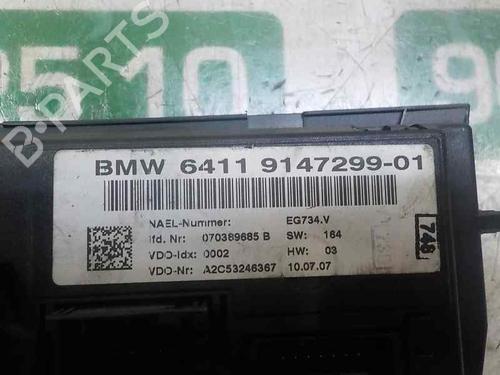 BMW 6411 9147299-01
NAEL-Nummer: EG734.V
lfd. Nr: 070389685 B SW: 164
VDO-Idx: 0002 HW: 03
VDO-Nr: A2C53246367 10.07.07
748
B-PARTS